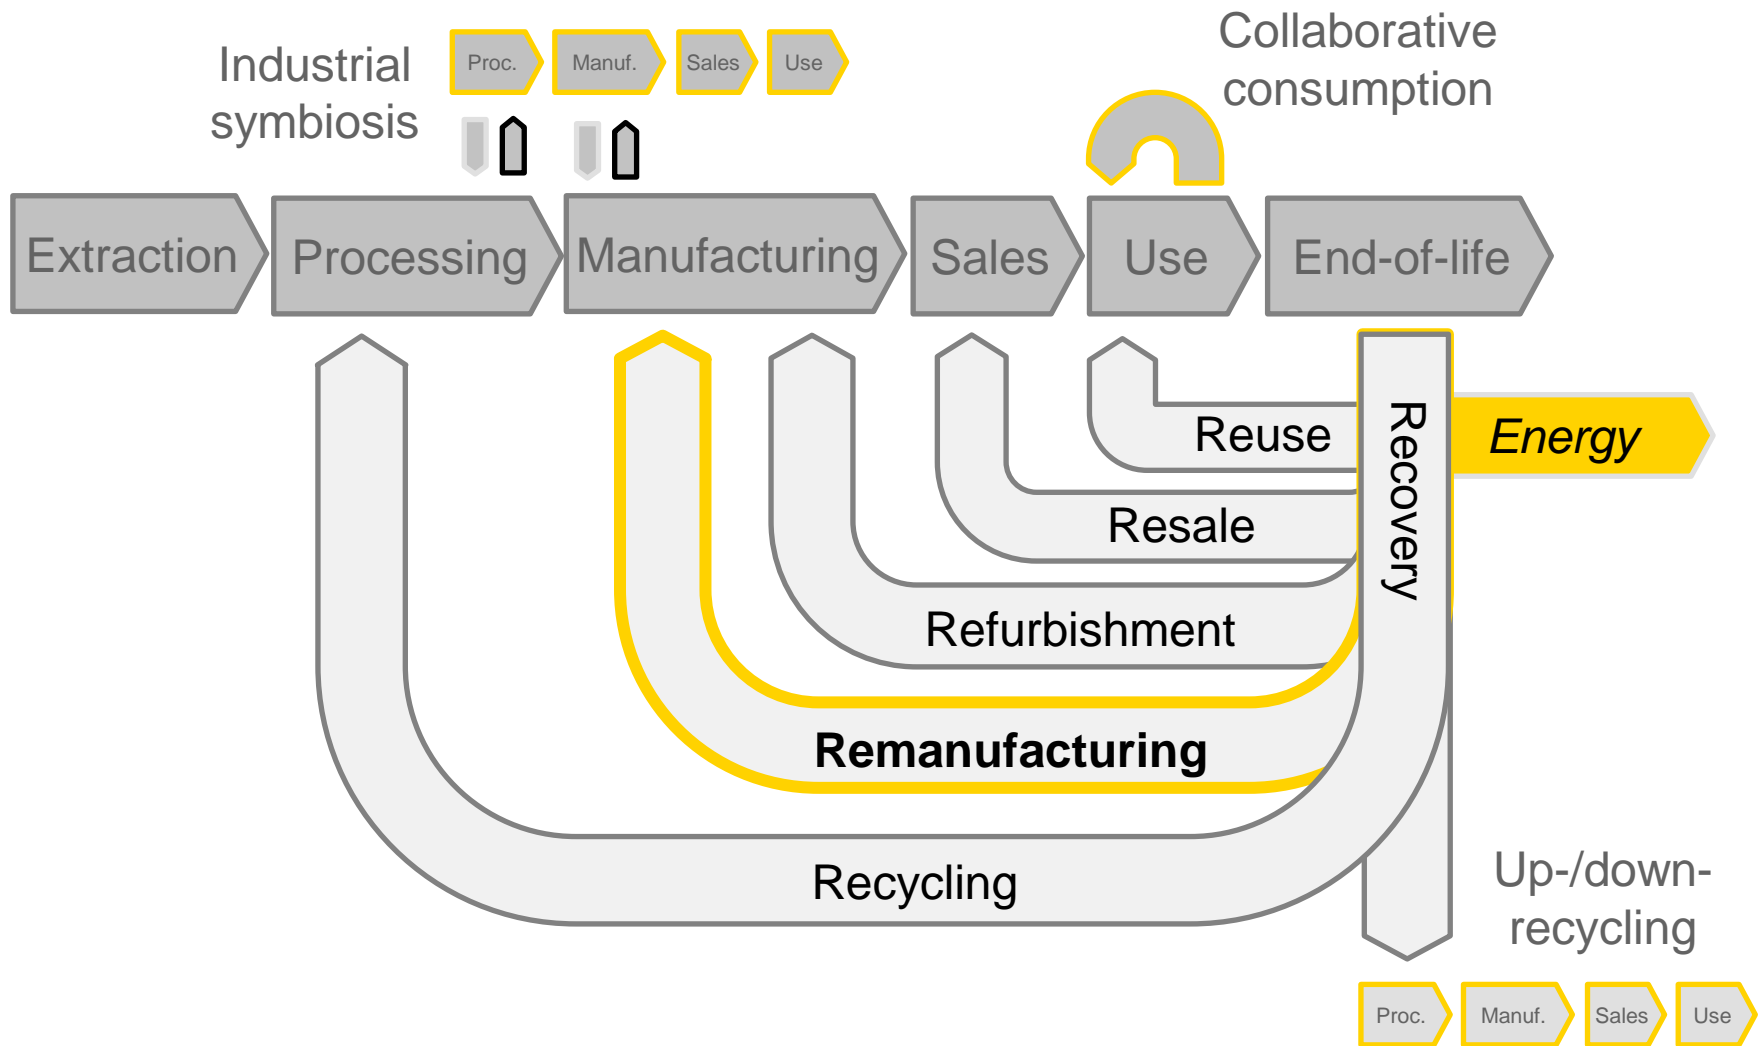 Industrial
symbiosis
Proc.
Manuf.
Sales
Use
Collaborative
consumption
Extraction
Processing
Manufacturing
Sales
Use
End-of-life
Reuse
Recovery
Energy
Resale
Refurbishment
Remanufacturing
Recycling
Up-/down-
recycling
Proc.
Manuf.
Sales
Use